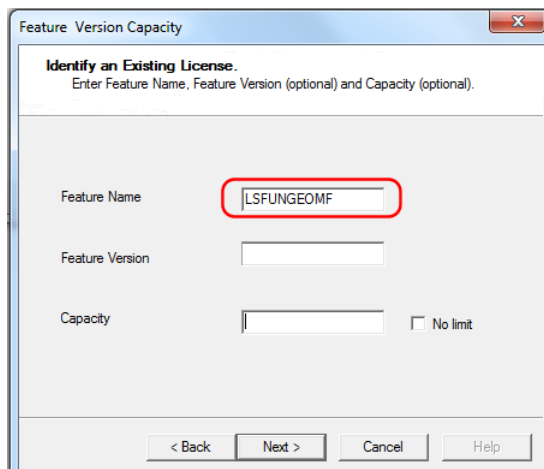 Feature Version Capacity
X
Identify an Existing License.
Enter Feature Name, Feature Version (optional) and Capacity (optional).
Feature Name
LSFUNGEOMF
Feature Version
Capacity
No limit
< Back
Next >
Cancel
Help